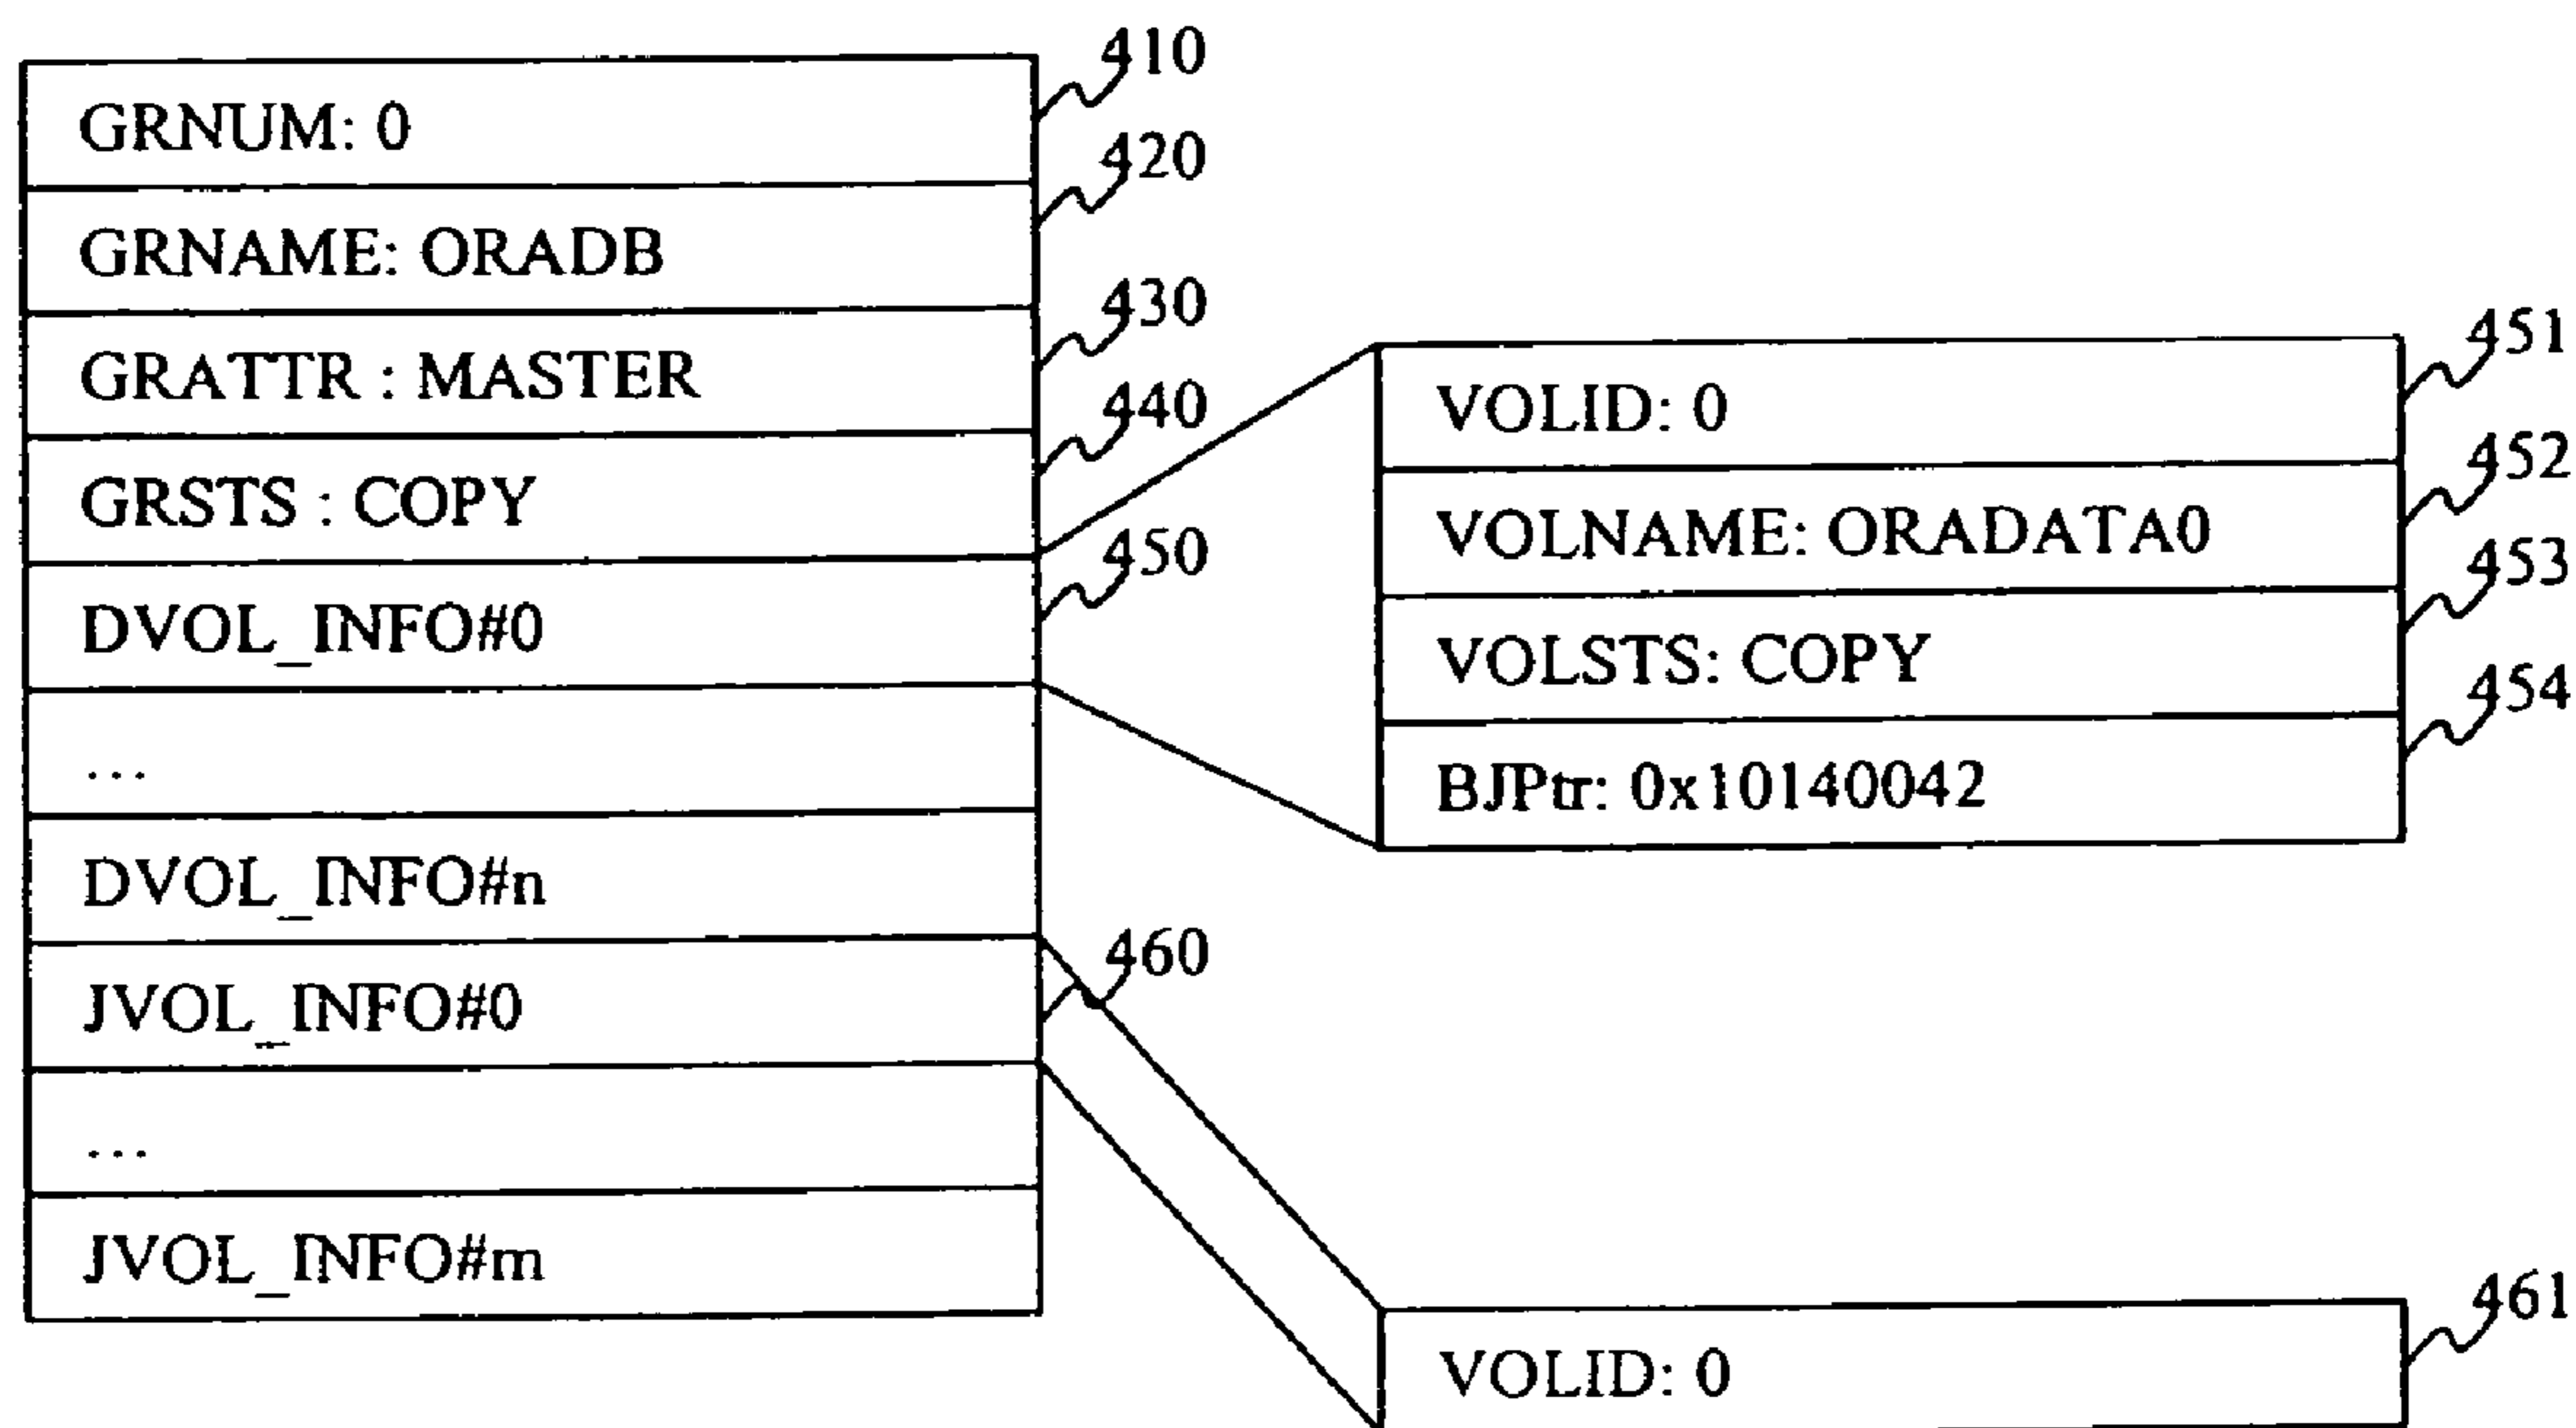 410
GRNUM: 0
420
GRNAME: ORADB
430
GRATTR : MASTER
440
GRSTS : COPY
450
DVOL_INFO#0
...
DVOL_INFO#n
460
JVOL_INFO#0
...
JVOL_INFO#m
451
VOLID: 0
452
VOLNAME: ORADATA0
453
VOLSTS: COPY
454
BJPtr: 0x10140042
461
VOLID: 0